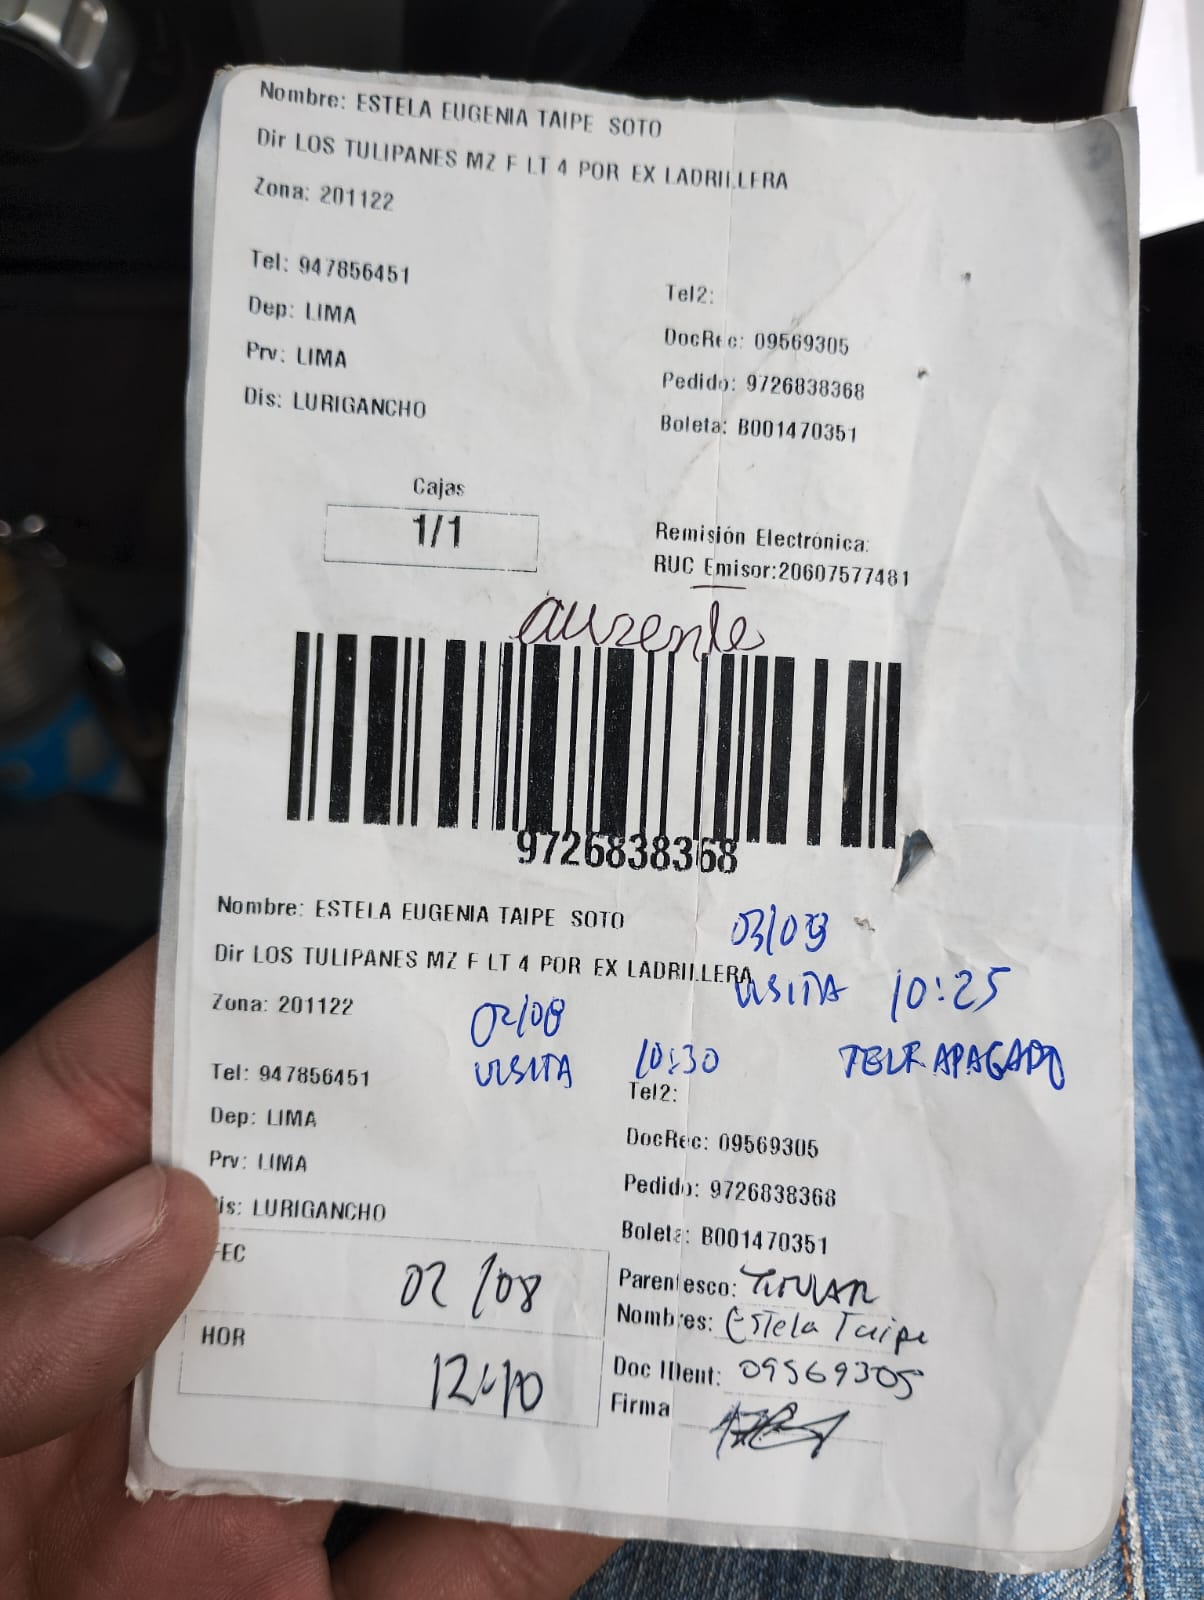 Nombre: ESTELA EUGENIA TAIPE SOTO
Dir LOS TULIPANES MZ F LT 4 POR EX LADRILLERA
Zona: 201122
Tel: 947856451
Tel2:
Dep: LIMA
DocRec: 09569305
Prv: LIMA
Pedido: 9726838368
Dis: LURIGANCHO
Boleta: B001470351
Cajas
1/1
Remisión Electrónica:
RUC Emisor:20607577481
ausente
9726838368
Nombre: ESTELA EUGENIA TAIPE SOTO
03/08
Dir LOS TULIPANES MZ F LT 4 POR EX LADRILLERA
VISITA 10:25
Zona: 201122
02/08
VISITA 10:30
TELF APAGADO
Tel: 947856451
Tel2:
Dep: LIMA
DocRec: 09569305
Prv: LIMA
Pedido: 9726838368
is: LURIGANCHO
Boleta: B001470351
FEC 02/08
Parentesco: TITULAR
Nombres: Estela Taipe
HOR
Doc IDent: 09569305
Firma